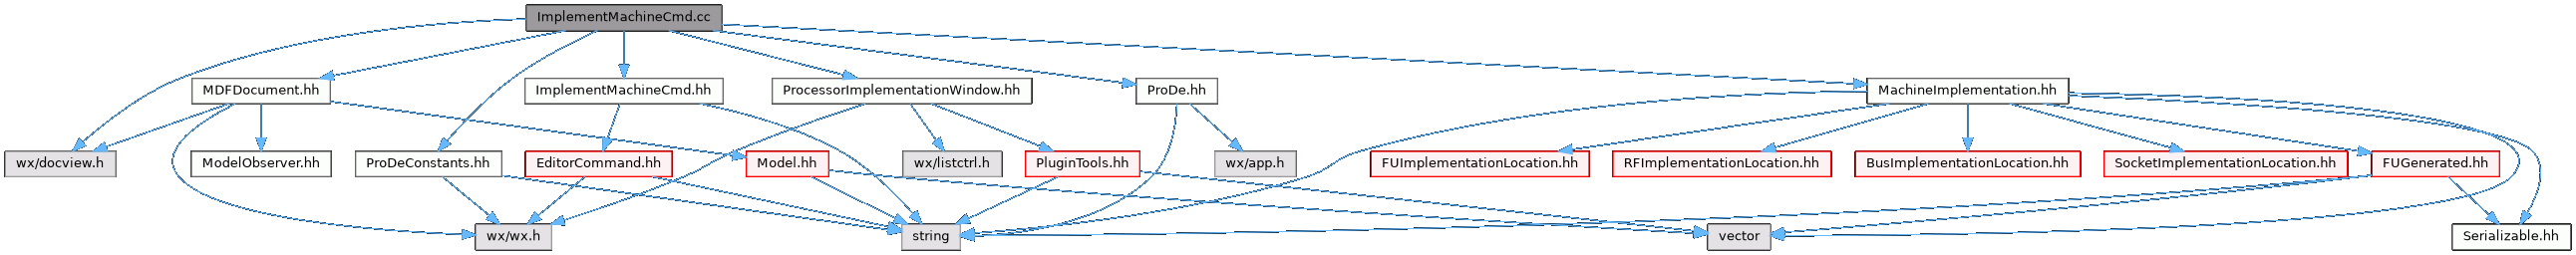 ImplementMachineCmd.cc
MDFDocument.hh
ImplementMachineCmd.hh
ProcessorImplementationWindow.hh
ProDe.hh
MachineImplementation.hh
wx/docview.h
ModelObserver.hh
ProDeConstants.hh
EditorCommand.hh
Model.hh
wx/listctrl.h
PluginTools.hh
wx/app.h
FUImplementationLocation.hh
RFImplementationLocation.hh
BusImplementationLocation.hh
SocketImplementationLocation.hh
FUGenerated.hh
wx/wx.h
string
vector
Serializable.hh